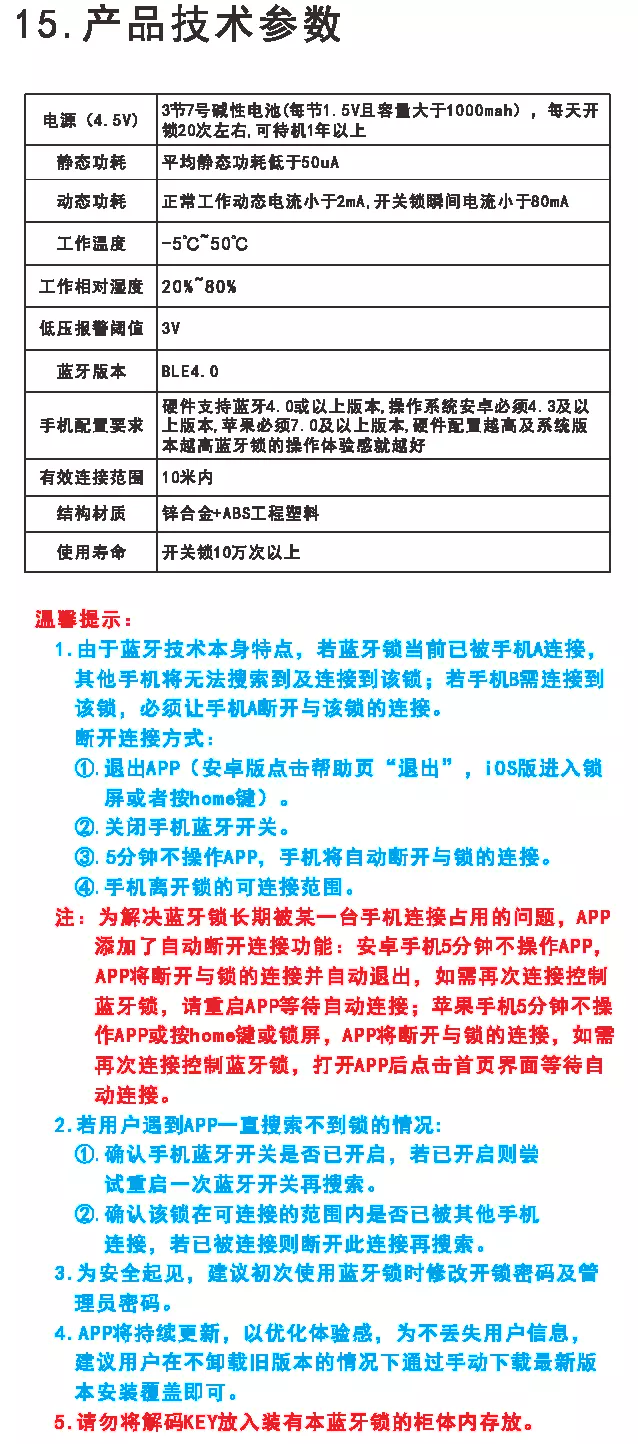 15.产品技术参数
电源（4.5V）
3节7号碱性电池(每节1.5V且容量大于1000mah），每天开
锁20次左右,可待机1年以上
静态功耗
平均静态功耗低于50uA
动态功耗
正常工作动态电流小于2mA,开关锁瞬间电流小于80mA
工作温度
-5℃~50℃
工作相对湿度
20%~80%
低压报警阈值
3V
蓝牙版本
BLE4.0
手机配置要求
硬件支持蓝牙4.0或以上版本,操作系统安卓必须4.3及以
上版本,苹果必须7.0及以上版本,硬件配置越高及系统版
本越高蓝牙锁的操作体验感就越好
有效连接范围
10米内
结构材质
锌合金+ABS工程塑料
使用寿命
开关锁10万次以上
温馨提示：
1.由于蓝牙技术本身特点，若蓝牙锁当前已被手机A连接，
其他手机将无法搜索到及连接到该锁；若手机B需连接到
该锁，必须让手机A断开与该锁的连接。
断开连接方式：
①.退出APP（安卓版点击帮助页“退出”，iOS版进入锁
屏或者按home键）。
②.关闭手机蓝牙开关。
③.5分钟不操作APP，手机将自动断开与锁的连接。
④.手机离开锁的可连接范围。
注：为解决蓝牙锁长期被某一台手机连接占用的问题，APP
添加了自动断开连接功能：安卓手机5分钟不操作APP，
APP将断开与锁的连接并自动退出，如需再次连接控制
蓝牙锁，请重启APP等待自动连接；苹果手机5分钟不操
作APP或按home键或锁屏，APP将断开与锁的连接，如需
再次连接控制蓝牙锁，打开APP后点击首页界面等待自
动连接。
2.若用户遇到APP一直搜索不到锁的情况:
①.确认手机蓝牙开关是否已开启，若已开启则尝
试重启一次蓝牙开关再搜索。
②.确认该锁在可连接的范围内是否已被其他手机
连接，若已被连接则断开此连接再搜索。
3.为安全起见，建议初次使用蓝牙锁时修改开锁密码及管
理员密码。
4.APP将持续更新，以优化体验感，为不丢失用户信息，
建议用户在不卸载旧版本的情况下通过手动下载最新版
本安装覆盖即可。
5.请勿将解码KEY放入装有本蓝牙锁的柜体内存放。